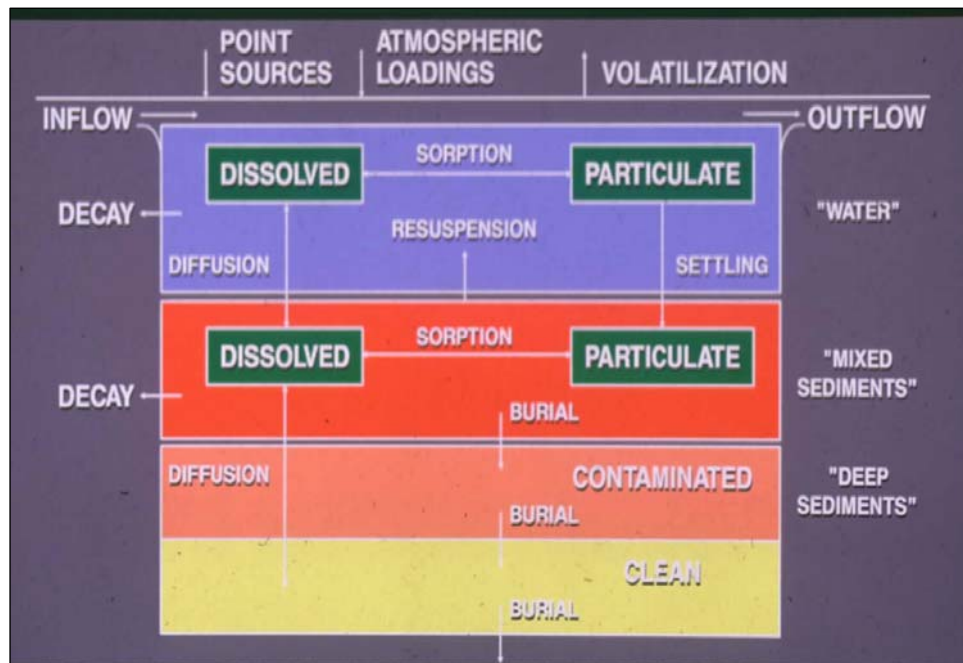 POINT
SOURCES
ATMOSPHERIC
LOADINGS
VOLATILIZATION
INFLOW
OUTFLOW
DISSOLVED
SORPTION
PARTICULATE
DECAY
"WATER"
RESUSPENSION
DIFFUSION
SETTLING
DISSOLVED
SORPTION
PARTICULATE
"MIXED
SEDIMENTS"
DECAY
BURIAL
DIFFUSION
CONTAMINATED
"DEEP
SEDIMENTS"
BURIAL
CLEAN
BURIAL